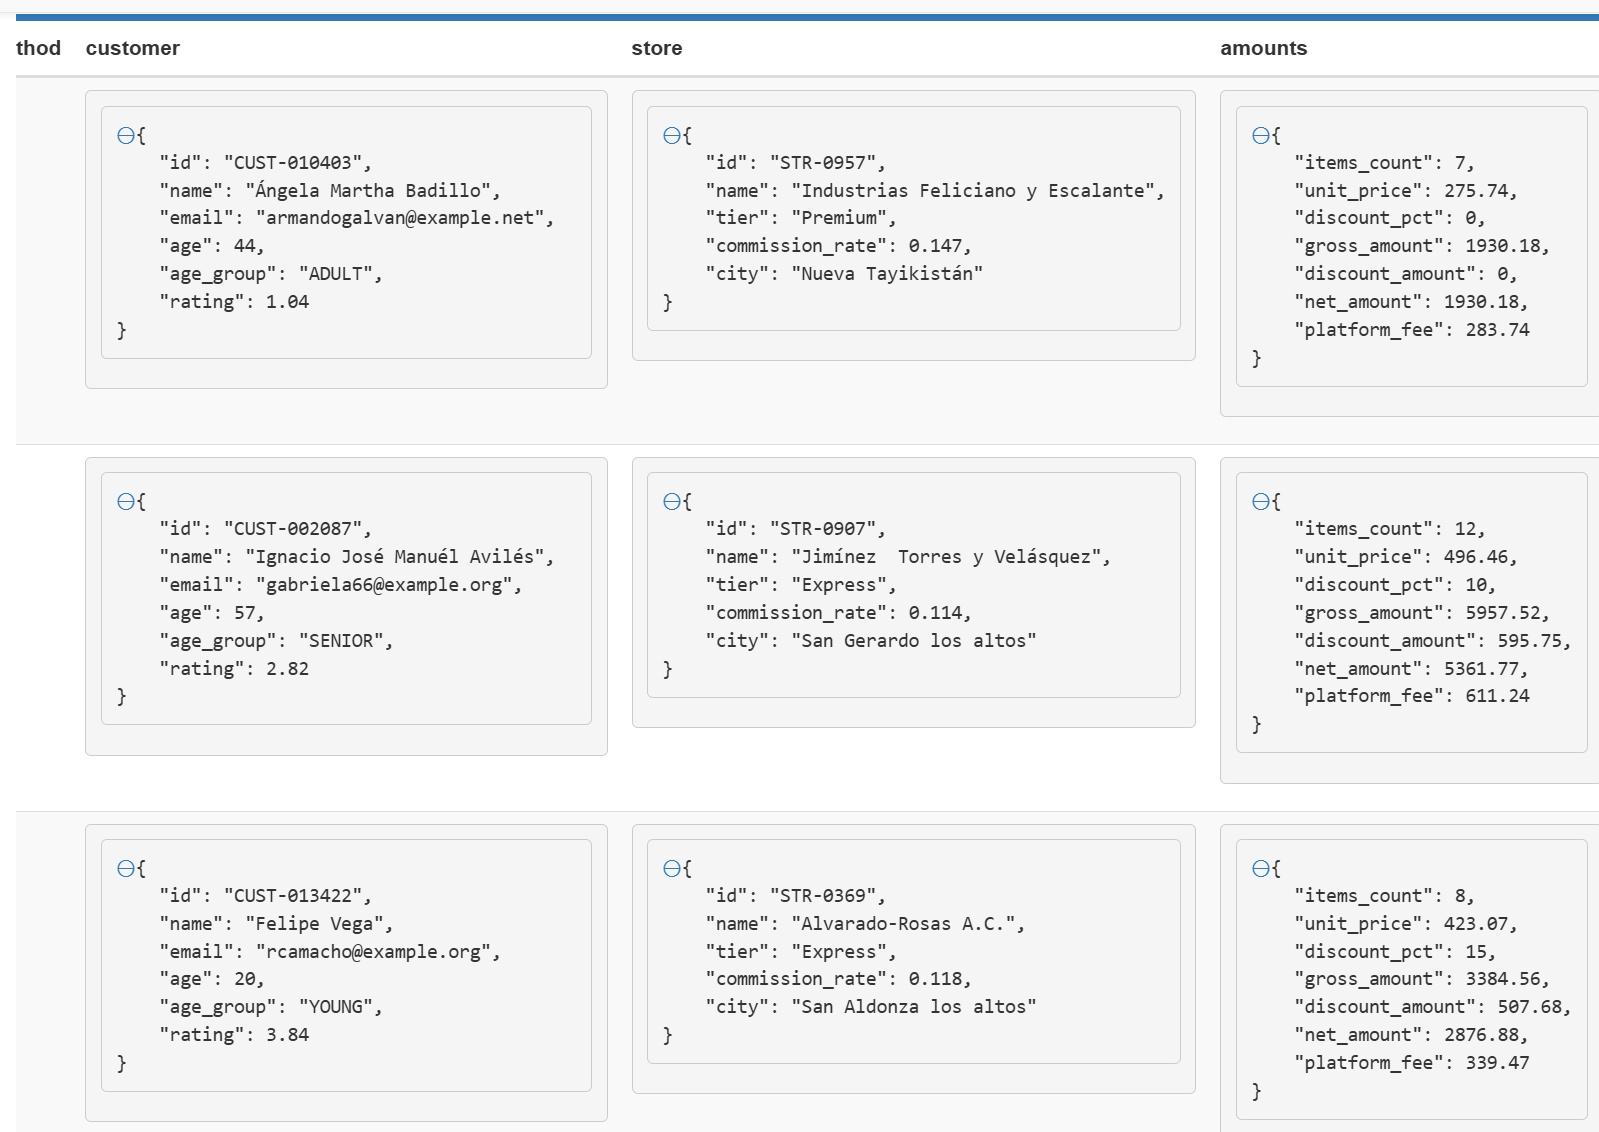 thod customer store amounts
{
"id": "CUST-010403",
"name": "Ángela Martha Badillo",
"email": "armandogalvan@example.net",
"age": 44,
"age_group": "ADULT",
"rating": 1.04
}
{
"id": "STR-0957",
"name": "Industrias Feliciano y Escalante",
"tier": "Premium",
"commission_rate": 0.147,
"city": "Nueva Tayikistán"
}
{
"items_count": 7,
"unit_price": 275.74,
"discount_pct": 0,
"gross_amount": 1930.18,
"discount_amount": 0,
"net_amount": 1930.18,
"platform_fee": 283.74
}
{
"id": "CUST-002087",
"name": "Ignacio José Manuél Avilés",
"email": "gabriela66@example.org",
"age": 57,
"age_group": "SENIOR",
"rating": 2.82
}
{
"id": "STR-0907",
"name": "Jimínez  Torres y Velásquez",
"tier": "Express",
"commission_rate": 0.114,
"city": "San Gerardo los altos"
}
{
"items_count": 12,
"unit_price": 496.46,
"discount_pct": 10,
"gross_amount": 5957.52,
"discount_amount": 595.75,
"net_amount": 5361.77,
"platform_fee": 611.24
}
{
"id": "CUST-013422",
"name": "Felipe Vega",
"email": "rcamacho@example.org",
"age": 20,
"age_group": "YOUNG",
"rating": 3.84
}
{
"id": "STR-0369",
"name": "Alvarado-Rosas A.C.",
"tier": "Express",
"commission_rate": 0.118,
"city": "San Aldonza los altos"
}
{
"items_count": 8,
"unit_price": 423.07,
"discount_pct": 15,
"gross_amount": 3384.56,
"discount_amount": 507.68,
"net_amount": 2876.88,
"platform_fee": 339.47
}